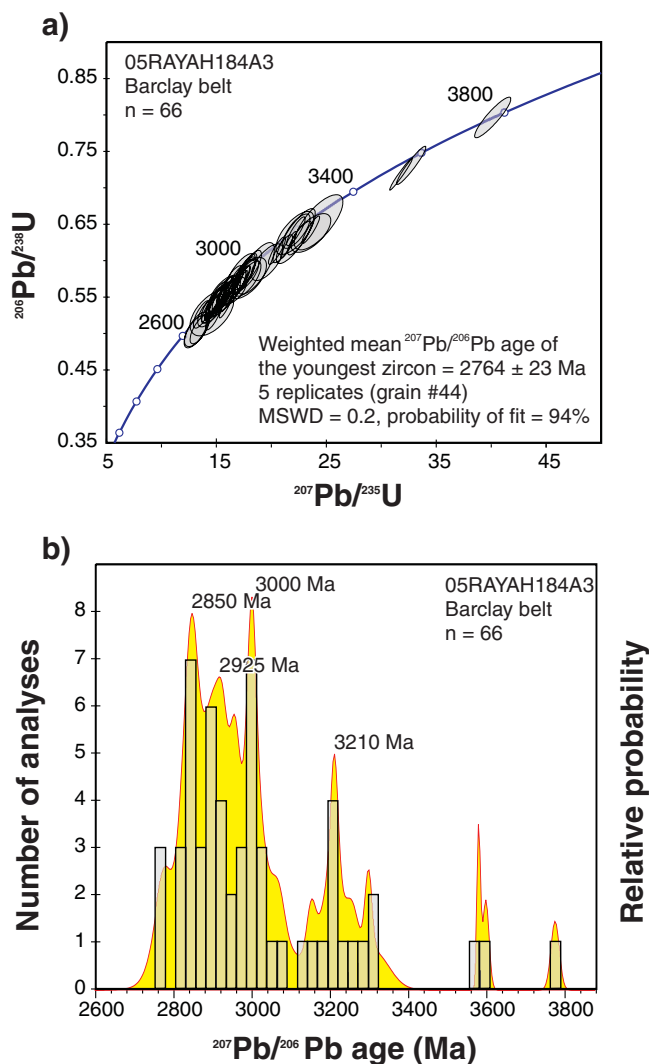 a)
05RAYAH184A3
Barclay belt
n = 66
0.85
0.75
0.65
0.55
0.45
0.35
²⁰⁶Pb/²³⁸U
3800
3400
3000
2600
Weighted mean ²⁰⁷Pb/²⁰⁶Pb age of
the youngest zircon = 2764 ± 23 Ma
5 replicates (grain #44)
MSWD = 0.2, probability of fit = 94%
5 15 25 35 45
²⁰⁷Pb/²³⁵U
b)
05RAYAH184A3
Barclay belt
n = 66
3000 Ma
2850 Ma
2925 Ma
3210 Ma
8
7
6
5
4
3
2
1
0
Number of analyses
Relative probability
2600 2800 3000 3200 3400 3600 3800
²⁰⁷Pb/²⁰⁶ Pb age (Ma)